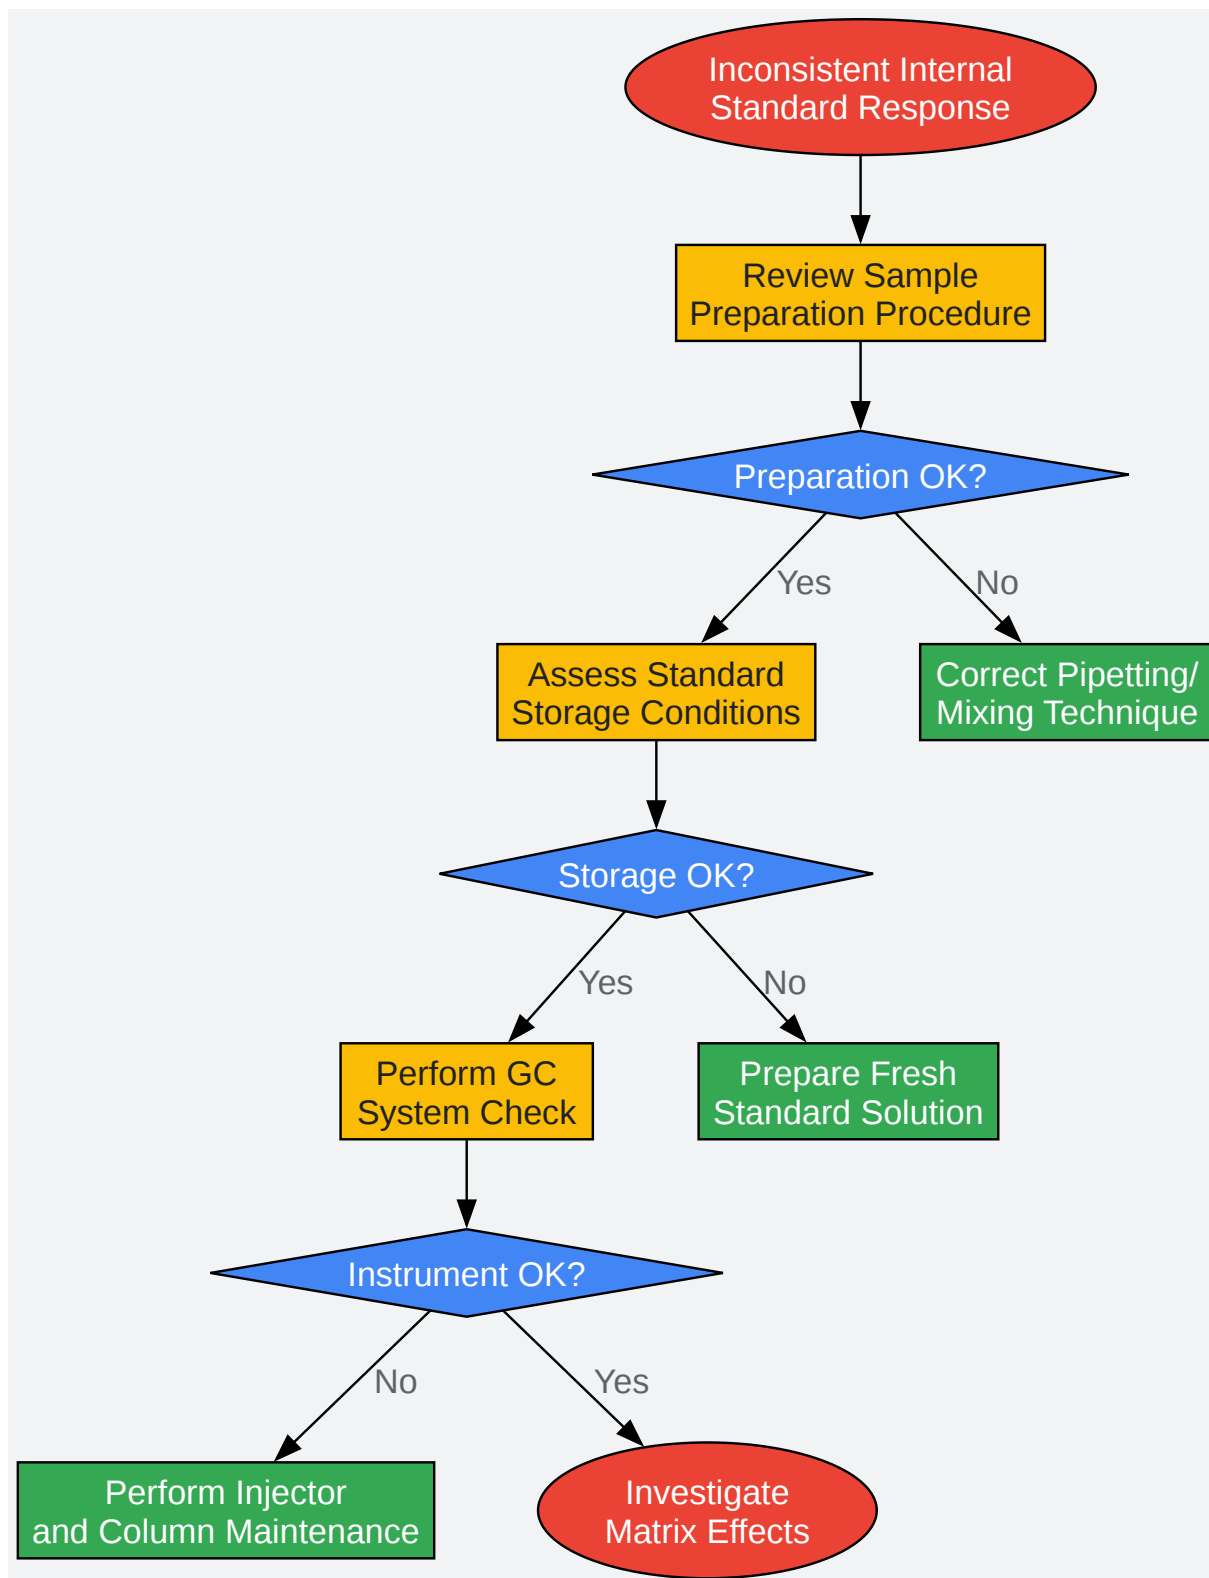 Inconsistent Internal
Standard Response
Review Sample
Preparation Procedure
Preparation OK?
Yes
No
Assess Standard
Storage Conditions
Correct Pipetting/
Mixing Technique
Storage OK?
Yes
No
Perform GC
System Check
Prepare Fresh
Standard Solution
Instrument OK?
No
Yes
Perform Injector
and Column Maintenance
Investigate
Matrix Effects